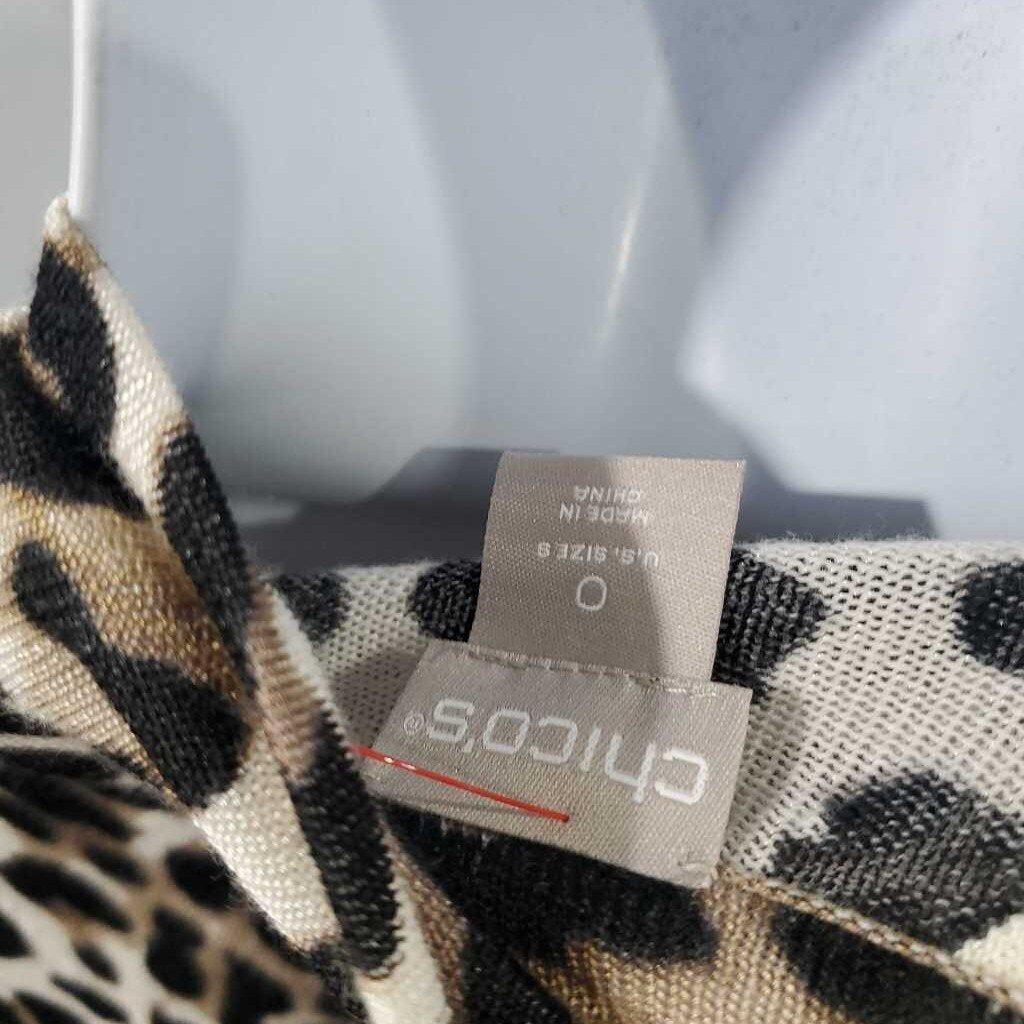 chico's®
0
U.S. SIZE S
MADE IN
CHINA